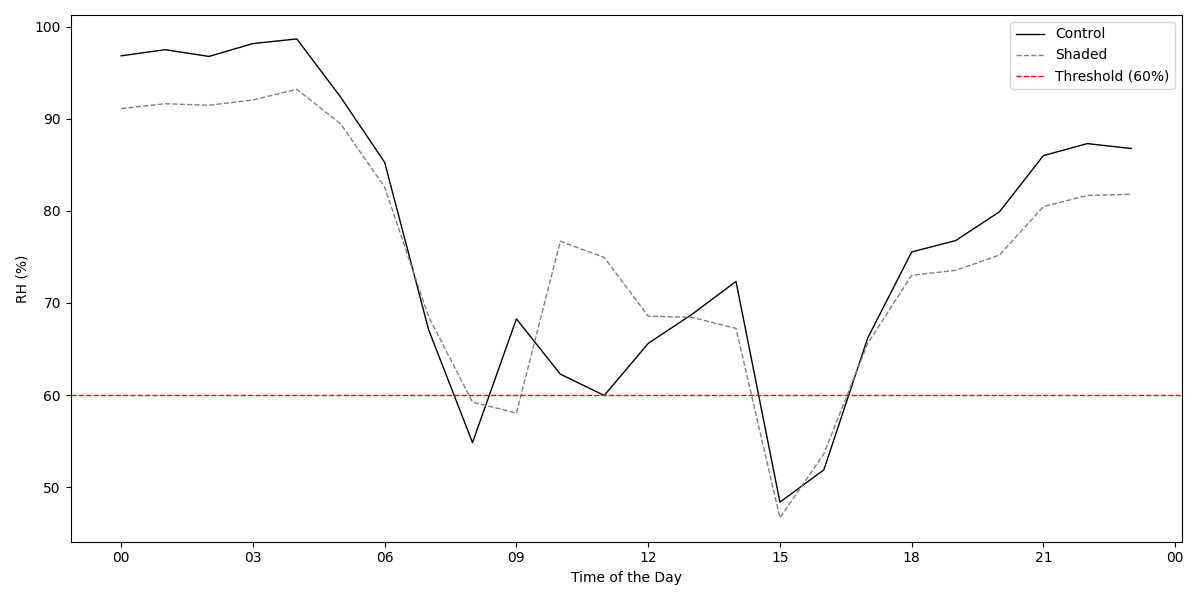 100
90
80
70
60
50
RH (%)
Control
Shaded
Threshold (60%)
00 03 06 09 12 15 18 21 00
Time of the Day